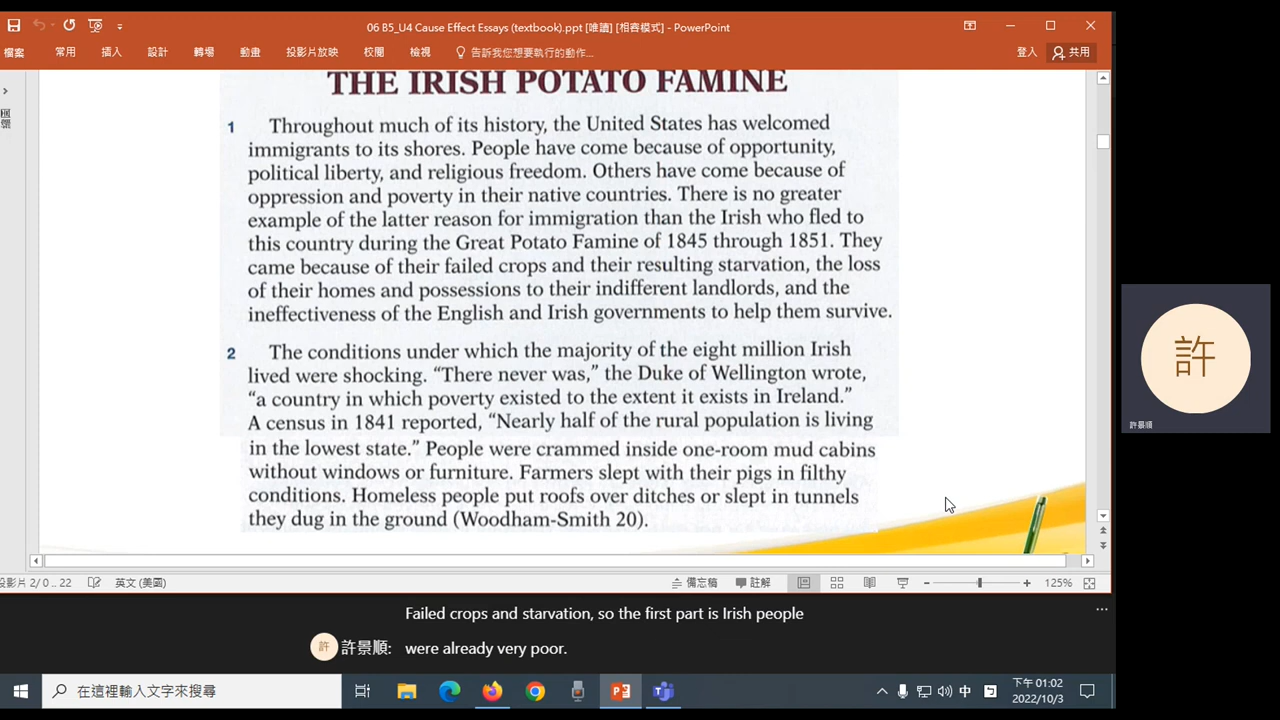 06 B5_U4 Cause Effect Essays (textbook).ppt [唯讀] [相容模式] - PowerPoint
檔案 常用 插入 設計 轉場 動畫 投影片放映 校閱 檢視 告訴我您想要執行的動作... 登入 共用
THE IRISH POTATO FAMINE
1 Throughout much of its history, the United States has welcomed
immigrants to its shores. People have come because of opportunity,
political liberty, and religious freedom. Others have come because of
oppression and poverty in their native countries. There is no greater
example of the latter reason for immigration than the Irish who fled to
this country during the Great Potato Famine of 1845 through 1851. They
came because of their failed crops and their resulting starvation, the loss
of their homes and possessions to their indifferent landlords, and the
ineffectiveness of the English and Irish governments to help them survive.
2 The conditions under which the majority of the eight million Irish
lived were shocking. “There never was,” the Duke of Wellington wrote,
“a country in which poverty existed to the extent it exists in Ireland.”
A census in 1841 reported, “Nearly half of the rural population is living
in the lowest state.” People were crammed inside one-room mud cabins
without windows or furniture. Farmers slept with their pigs in filthy
conditions. Homeless people put roofs over ditches or slept in tunnels
they dug in the ground (Woodham-Smith 20).
許
許景順
投影片 2/ 0 .. 22 英文 (美國) 備忘稿 註解 125%
Failed crops and starvation, so the first part is Irish people
許 許景順: were already very poor.
在這裡輸入文字來搜尋 中 下午 01:02
2022/10/3